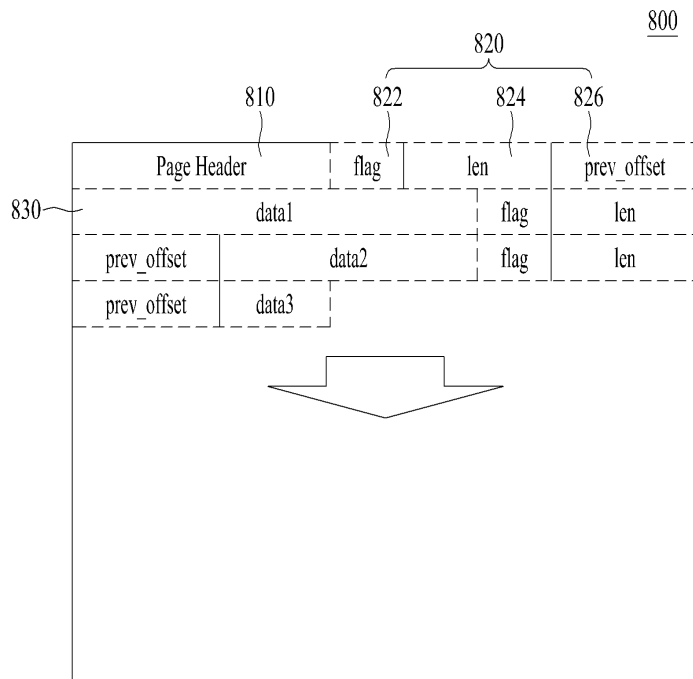 800
820
810 822 824 826
Page Header flag len prev_offset
830 data1 flag len
prev_offset data2 flag len
prev_offset data3